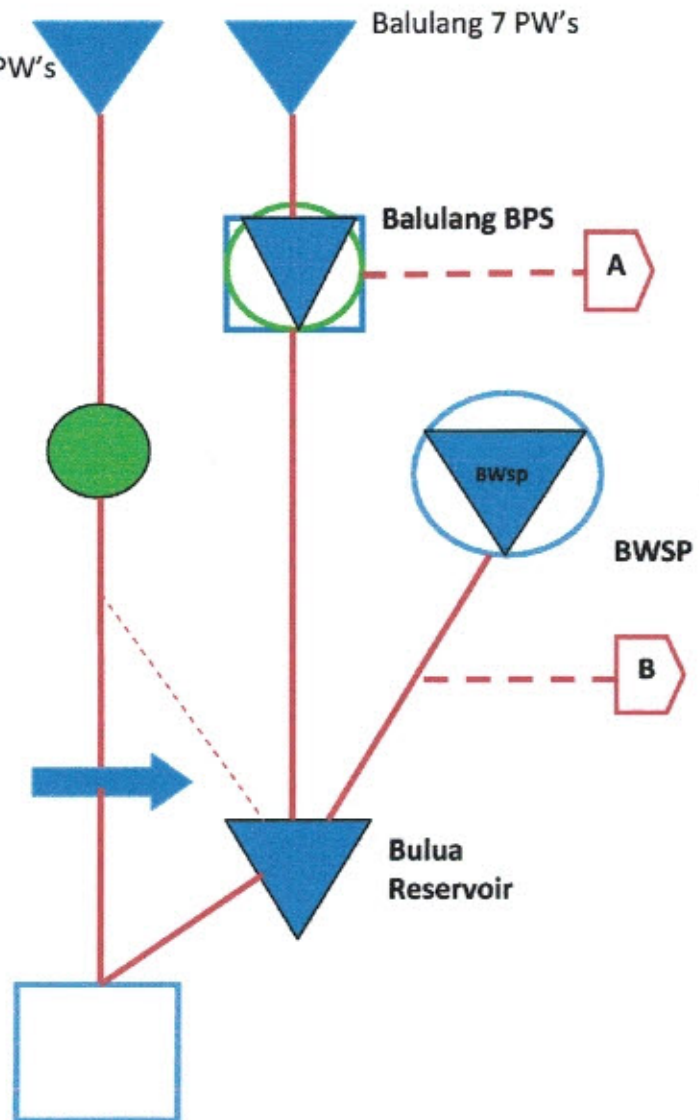 PW's
Balulang 7 PW's
Balulang BPS
A
BWsp
BWSP
B
Bulua
Reservoir